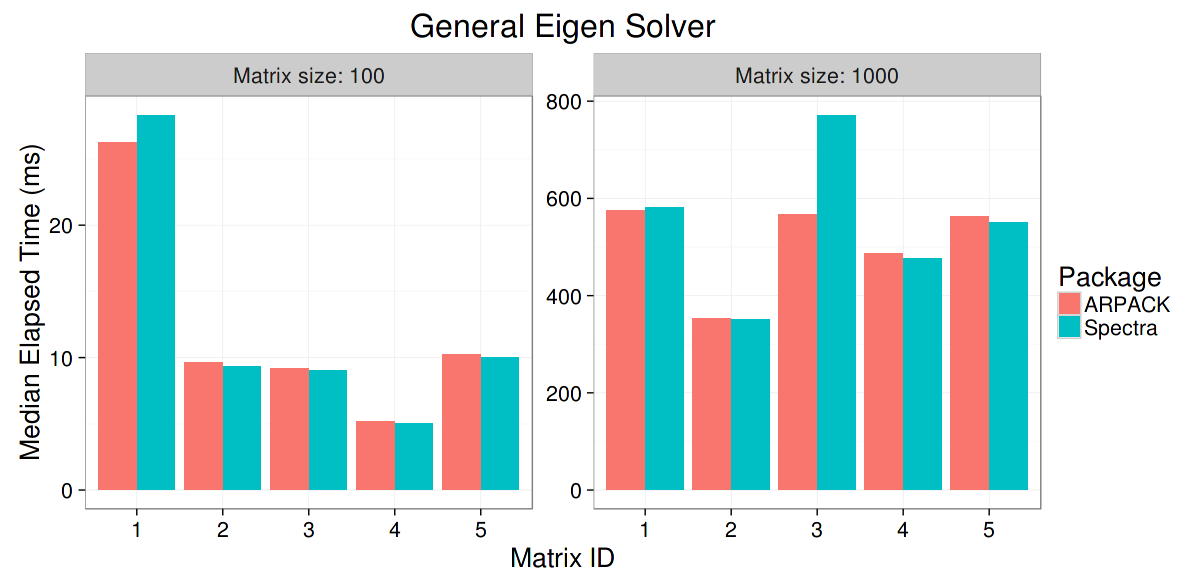 General Eigen Solver
Matrix size: 100
Matrix size: 1000
Median Elapsed Time (ms)
20
10
0
800
600
400
200
0
1 2 3 4 5
1 2 3 4 5
Matrix ID
Package
ARPACK
Spectra